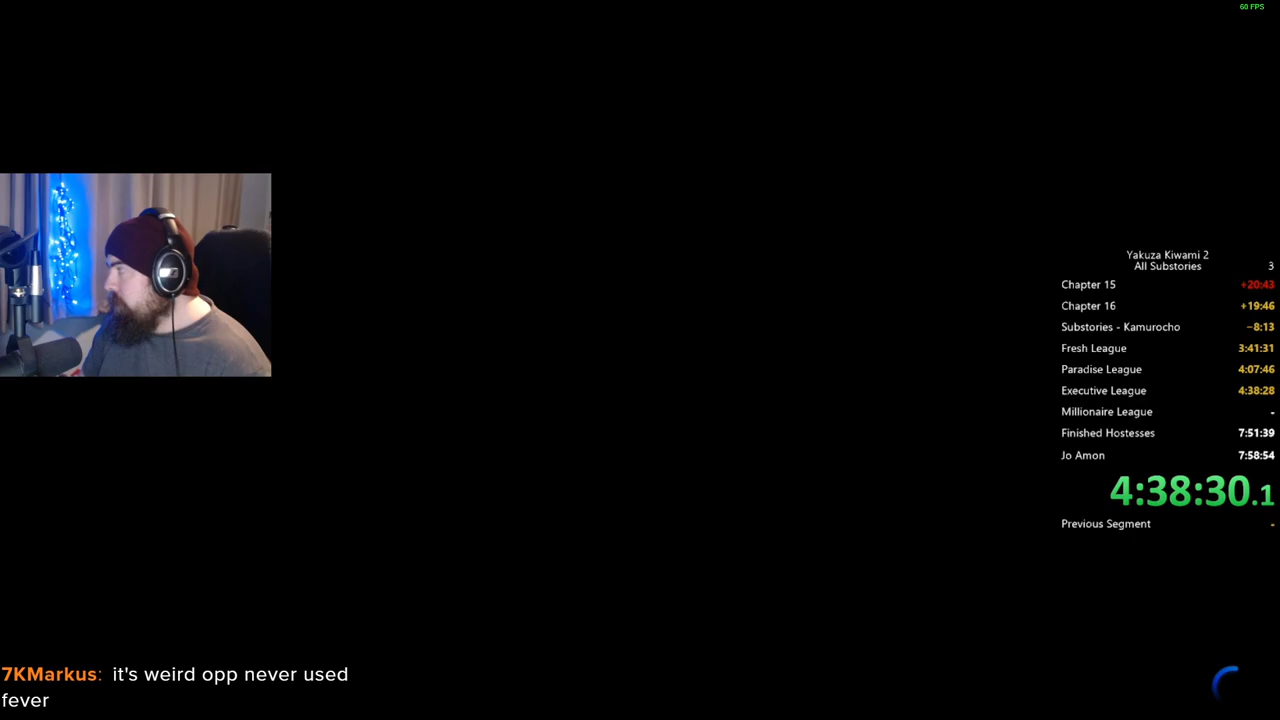 60 FPS
Yakuza Kiwami 2
All Substories 3
Chapter 15 +20:43
Chapter 16 +19:46
Substories - Kamurocho −8:13
Fresh League 3:41:31
Paradise League 4:07:46
Executive League 4:38:28
Millionaire League -
Finished Hostesses 7:51:39
Jo Amon 7:58:54
4:38:30.1
Previous Segment -
7KMarkus: it's weird opp never used
fever